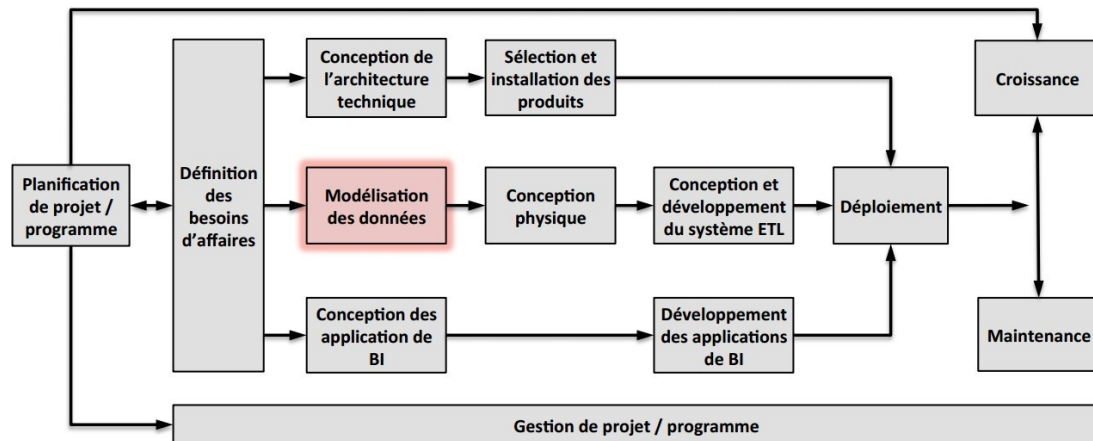 Conception de
l'architecture
technique
Sélection et
installation des
produits
Croissance
Planification
de projet /
programme
Définition
des
besoins
d'affaires
Modélisation
des données
Conception
physique
Conception et
développement
du système ETL
Déploiement
Conception des
application de
BI
Développement
des applications
de BI
Maintenance
Gestion de projet / programme